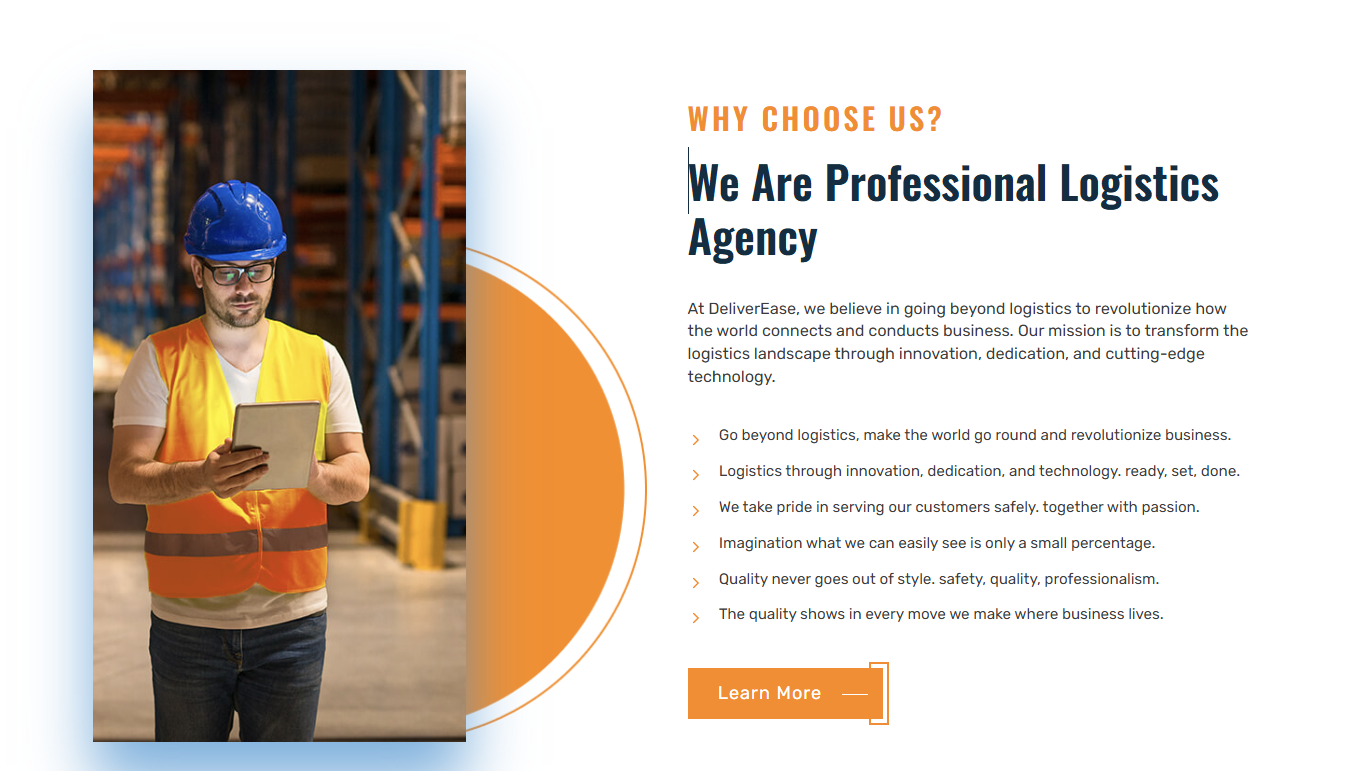 WHY CHOOSE US?
We Are Professional Logistics
Agency
At DeliverEase, we believe in going beyond logistics to revolutionize how
the world connects and conducts business. Our mission is to transform the
logistics landscape through innovation, dedication, and cutting-edge
technology.
Go beyond logistics, make the world go round and revolutionize business.
Logistics through innovation, dedication, and technology. ready, set, done.
We take pride in serving our customers safely. together with passion.
Imagination what we can easily see is only a small percentage.
Quality never goes out of style. safety, quality, professionalism.
The quality shows in every move we make where business lives.
Learn More